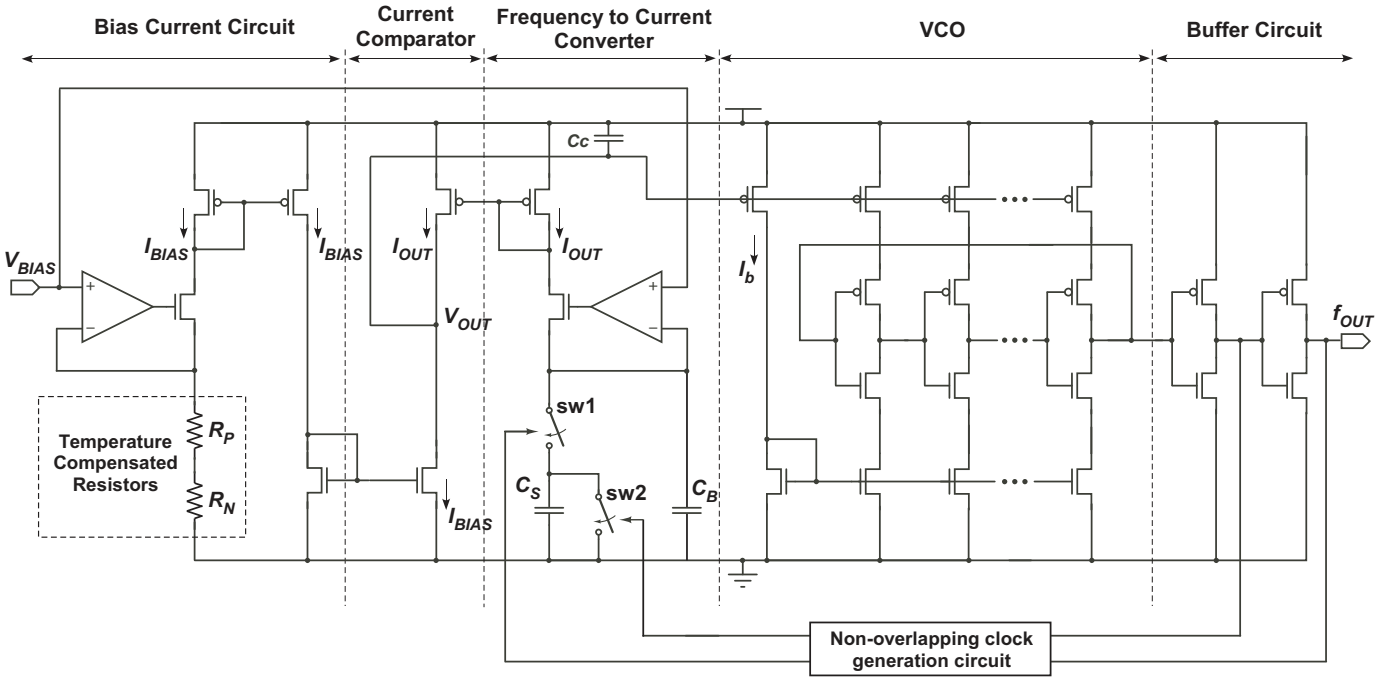 Bias Current Circuit
Current
Comparator
Frequency to Current
Converter
VCO
Buffer Circuit
Cc
I_BIAS
I_BIAS
I_OUT
I_OUT
I_b
V_BIAS
+
−
V_OUT
+
−
f_OUT
Temperature
Compensated
Resistors
R_P
R_N
I_BIAS
sw1
C_S
sw2
C_B
Non-overlapping clock
generation circuit